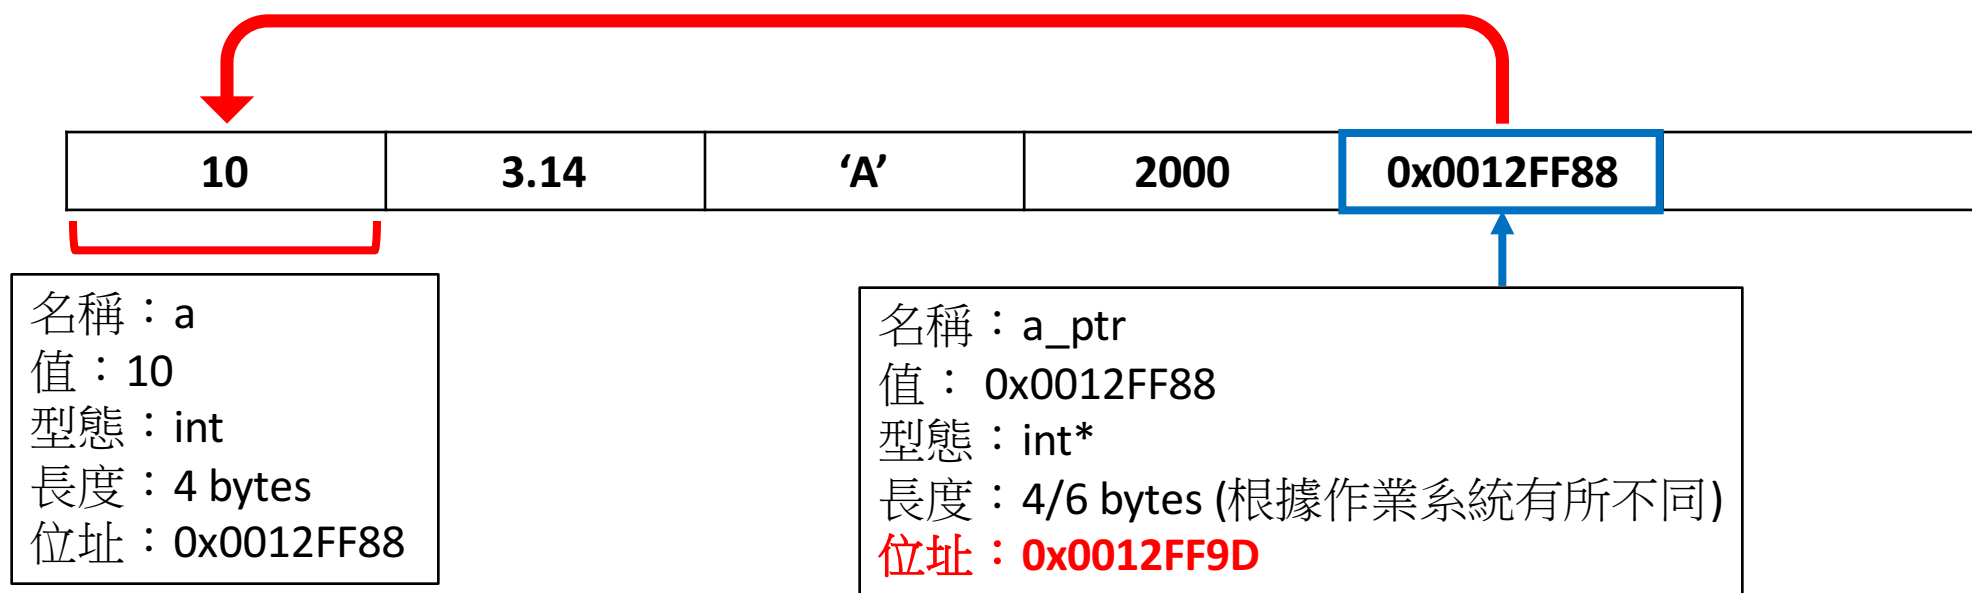 10 3.14 ‘A’ 2000 0x0012FF88
名稱：a
值：10
型態：int
長度：4 bytes
位址：0x0012FF88
名稱：a_ptr
值： 0x0012FF88
型態：int*
長度：4/6 bytes (根據作業系統有所不同)
位址：0x0012FF9D